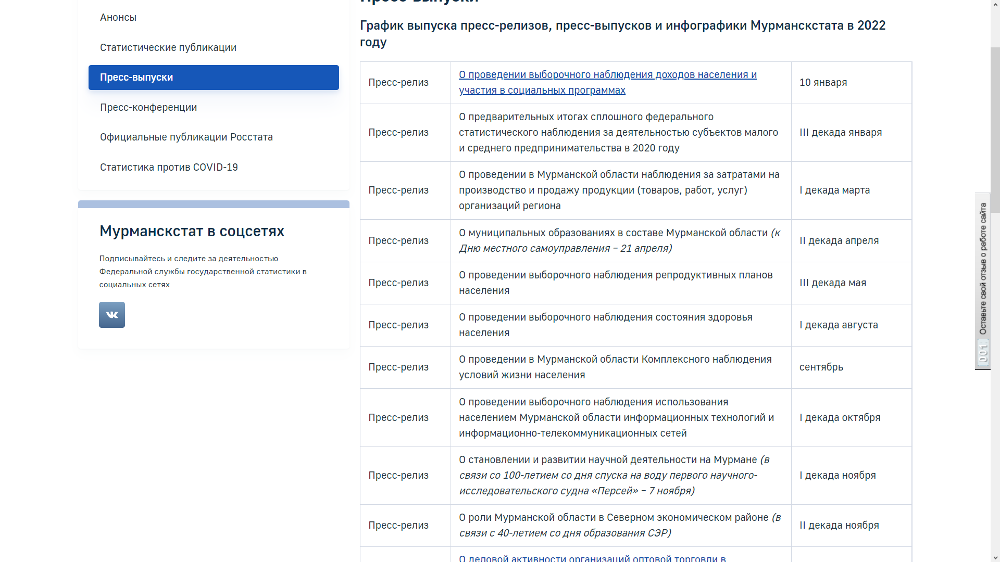 Анонсы
Статистические публикации
Пресс-выпуски
Пресс-конференции
Официальные публикации Росстата
Статистика против COVID-19
Мурманскстат в соцсетях
Подписывайтесь и следите за деятельностью
Федеральной службы государственной статистики в
социальных сетях
Пресс-выпуски
График выпуска пресс-релизов, пресс-выпусков и инфографики Мурманскстата в 2022
году
Пресс-релиз
О проведении выборочного наблюдения доходов населения и
участия в социальных программах
10 января
Пресс-релиз
О предварительных итогах сплошного федерального
статистического наблюдения за деятельностью субъектов малого
и среднего предпринимательства в 2020 году
III декада января
Пресс-релиз
О проведении в Мурманской области наблюдения за затратами на
производство и продажу продукции (товаров, работ, услуг)
организаций региона
I декада марта
Пресс-релиз
О муниципальных образованиях в составе Мурманской области (к
Дню местного самоуправления – 21 апреля)
II декада апреля
Пресс-релиз
О проведении выборочного наблюдения репродуктивных планов
населения
III декада мая
Пресс-релиз
О проведении выборочного наблюдения состояния здоровья
населения
I декада августа
Пресс-релиз
О проведении в Мурманской области Комплексного наблюдения
условий жизни населения
сентябрь
Пресс-релиз
О проведении выборочного наблюдения использования
населением Мурманской области информационных технологий и
информационно-телекоммуникационных сетей
I декада октября
Пресс-релиз
О становлении и развитии научной деятельности на Мурмане (в
связи со 100-летием со дня спуска на воду первого научного-
исследовательского судна «Персей» – 7 ноября)
I декада ноября
Пресс-релиз
О роли Мурманской области в Северном экономическом районе (в
связи с 40-летием со дня образования СЭР)
II декада ноября
О деловой активности организаций оптовой торговли в
Оставьте свой отзыв о работе сайта
001